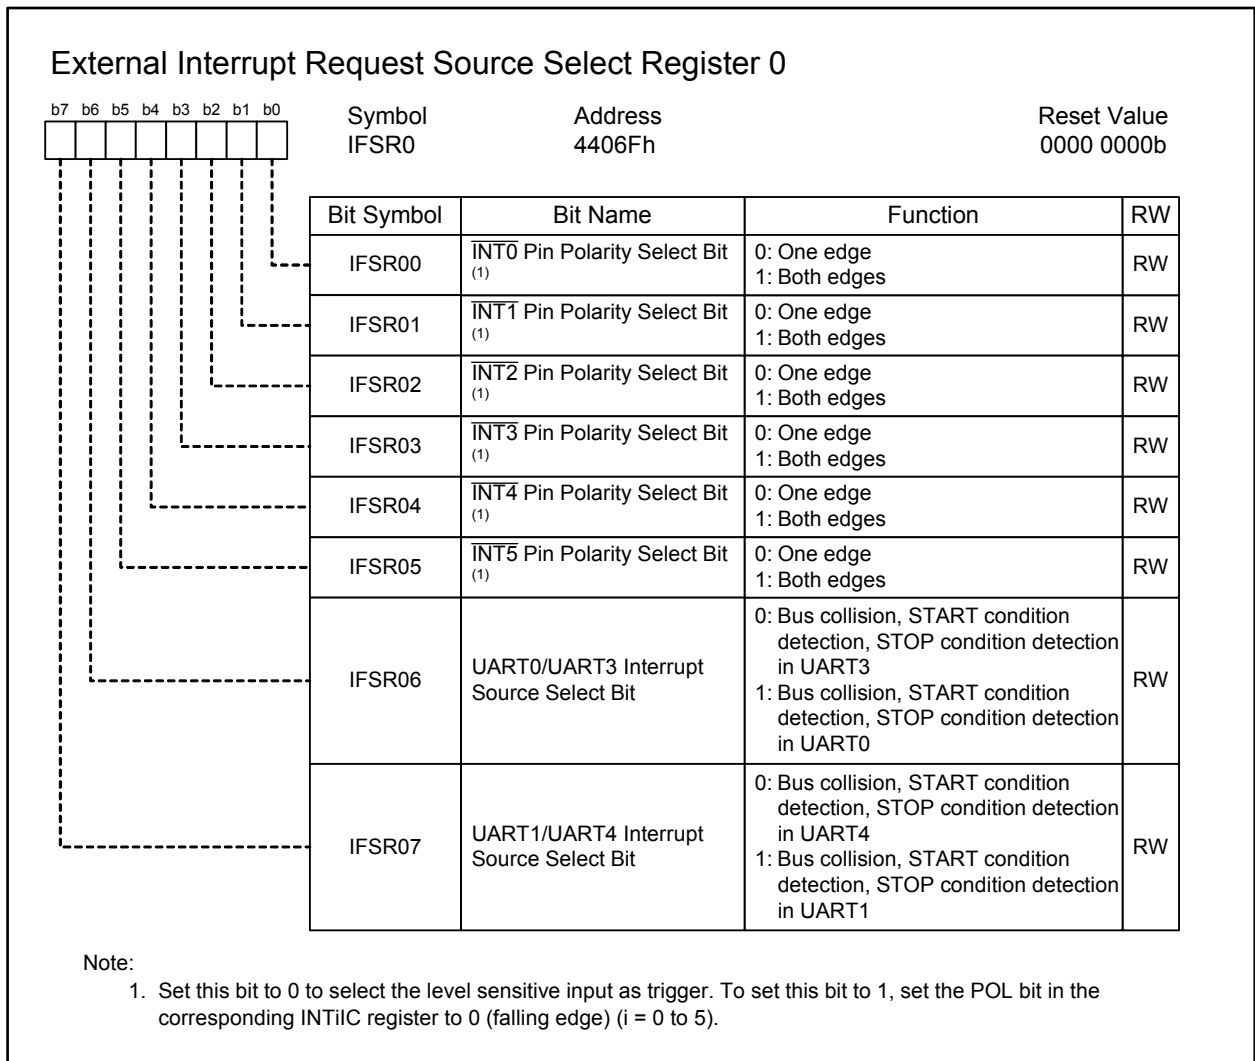 External Interrupt Request Source Select Register 0
b7 b6 b5 b4 b3 b2 b1 b0
Symbol Address Reset Value
IFSR0 4406Fh 0000 0000b
Bit Symbol Bit Name Function RW
IFSR00 INT0 Pin Polarity Select Bit (1) 0: One edge 1: Both edges RW
IFSR01 INT1 Pin Polarity Select Bit (1) 0: One edge 1: Both edges RW
IFSR02 INT2 Pin Polarity Select Bit (1) 0: One edge 1: Both edges RW
IFSR03 INT3 Pin Polarity Select Bit (1) 0: One edge 1: Both edges RW
IFSR04 INT4 Pin Polarity Select Bit (1) 0: One edge 1: Both edges RW
IFSR05 INT5 Pin Polarity Select Bit (1) 0: One edge 1: Both edges RW
IFSR06
UART0/UART3 Interrupt
Source Select Bit
0: Bus collision, START condition
detection, STOP condition detection
in UART3
1: Bus collision, START condition
detection, STOP condition detection
in UART0
RW
IFSR07
UART1/UART4 Interrupt
Source Select Bit
0: Bus collision, START condition
detection, STOP condition detection
in UART4
1: Bus collision, START condition
detection, STOP condition detection
in UART1
RW
Note:
1. Set this bit to 0 to select the level sensitive input as trigger. To set this bit to 1, set the POL bit in the
corresponding INTiIC register to 0 (falling edge) (i = 0 to 5).